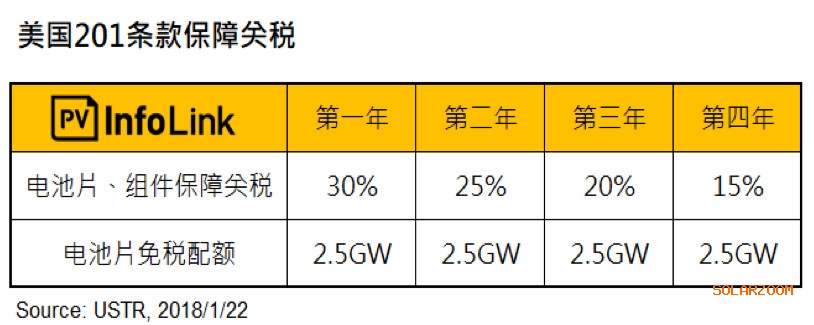 美国201条款保障关税
PV InfoLink 第一年 第二年 第三年 第四年
电池片、组件保障关税 30% 25% 20% 15%
电池片免税配额 2.5GW 2.5GW 2.5GW 2.5GW
SOLARZOOM
Source: USTR, 2018/1/22